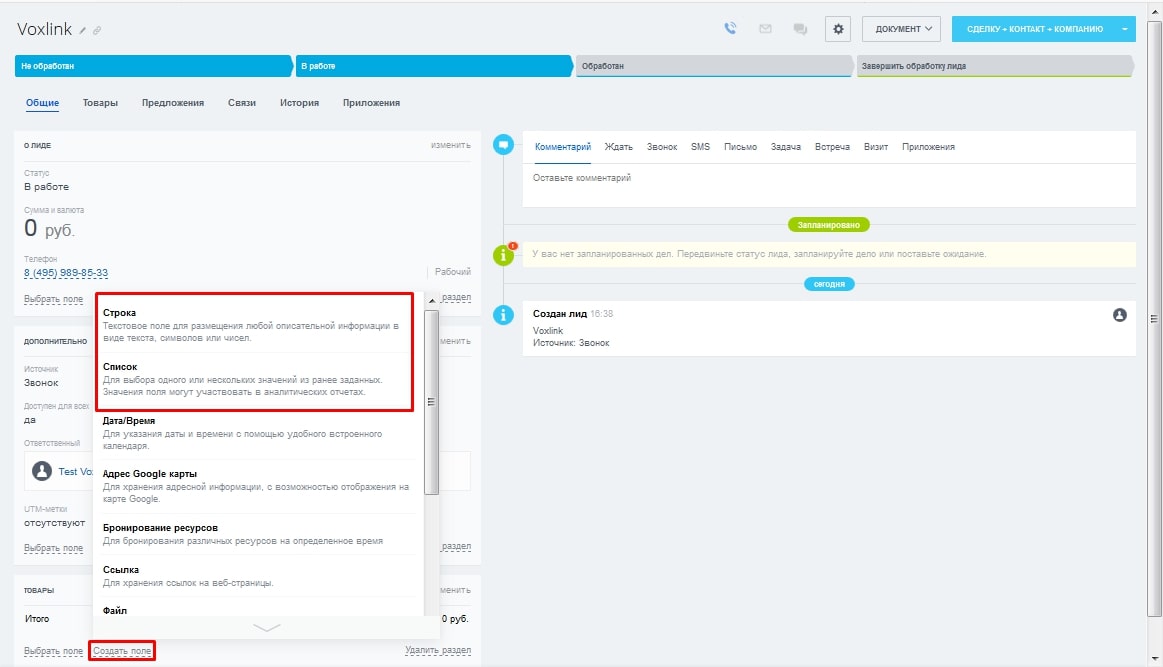 Voxlink
ДОКУМЕНТ
СДЕЛКУ + КОНТАКТ + КОМПАНИЮ
Не обработан
В работе
Обработан
Завершить обработку лида
Общие
Товары
Предложения
Связи
История
Приложения
О ЛИДЕ
изменить
Статус
В работе
Сумма и валюта
0 руб.
Телефон
8 (495) 989-85-33
Рабочий
Выбрать поле
раздел
ДОПОЛНИТЕЛЬНО
менить
Источник
Звонок
Доступен для всех
да
Ответственный
Test Vo
UTM-метки
отсутствуют
Выбрать поле
раздел
ТОВАРЫ
менить
Итого
0 руб.
Выбрать поле
Создать поле
Удалить раздел
Строка
Текстовое поле для размещения любой описательной информации в
виде текста, символов или чисел.
Список
Для выбора одного или нескольких значений из ранее заданных.
Значения поля могут участвовать в аналитических отчетах.
Дата/Время
Для указания даты и времени с помощью удобного встроенного
календаря.
Адрес Google карты
Для хранения адресной информации, с возможностью отображения на
карте Google.
Бронирование ресурсов
Для бронирования различных ресурсов на определенное время
Ссылка
Для хранения ссылок на веб-страницы.
Файл
Комментарий
Ждать
Звонок
SMS
Письмо
Задача
Встреча
Визит
Приложения
Оставьте комментарий
Запланировано
У вас нет запланированных дел. Передвиньте статус лида, запланируйте дело или поставьте ожидание.
сегодня
Создан лид 16:38
Voxlink
Источник: Звонок